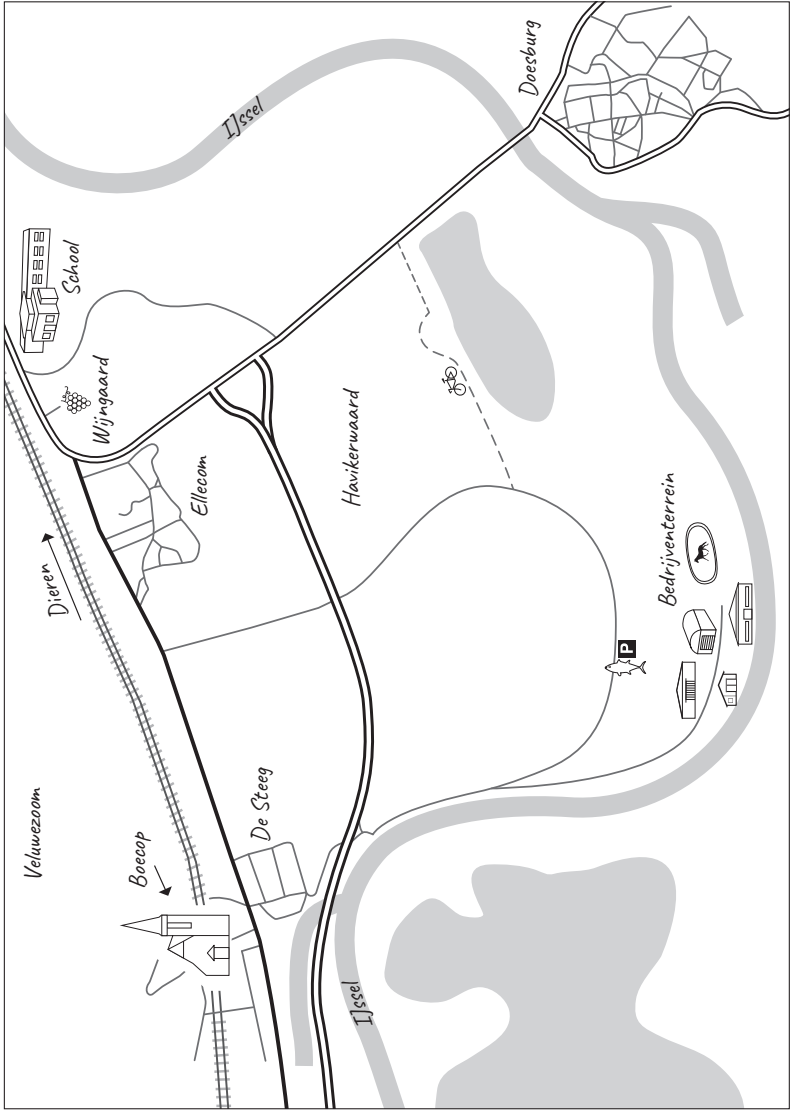 Doesburg
IJssel
School
Wijngaard
Havikerwaard
Ellecom
Bedrijventerrein
Dieren
P
De Steeg
Veluwezoom
Boecop
IJssel